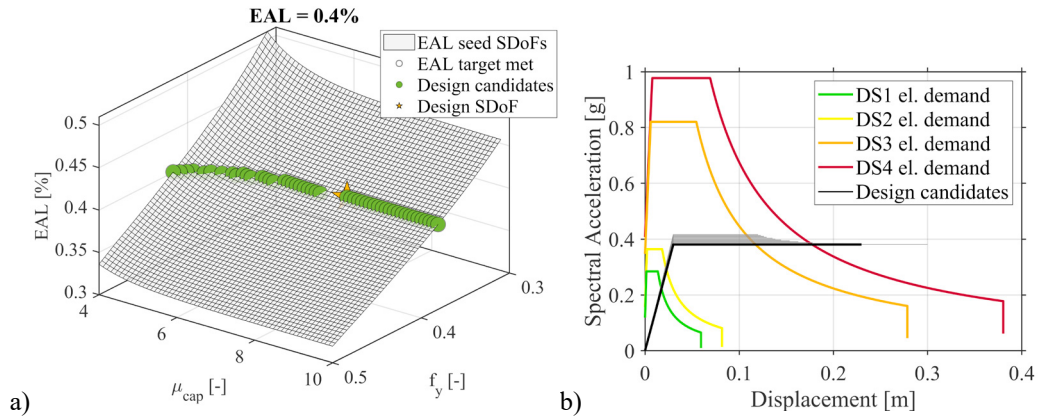 EAL = 0.4%
EAL seed SDoFs
EAL target met
Design candidates
Design SDoF
0.5
0.45
0.4
0.35
0.3
EAL [%]
4
6
8
10
μcap [-]
0.5
0.4
0.3
fy [-]
a)
1
0.8
0.6
0.4
0.2
0
Spectral Acceleration [g]
DS1 el. demand
DS2 el. demand
DS3 el. demand
DS4 el. demand
Design candidates
0
0.1
0.2
0.3
0.4
Displacement [m]
b)